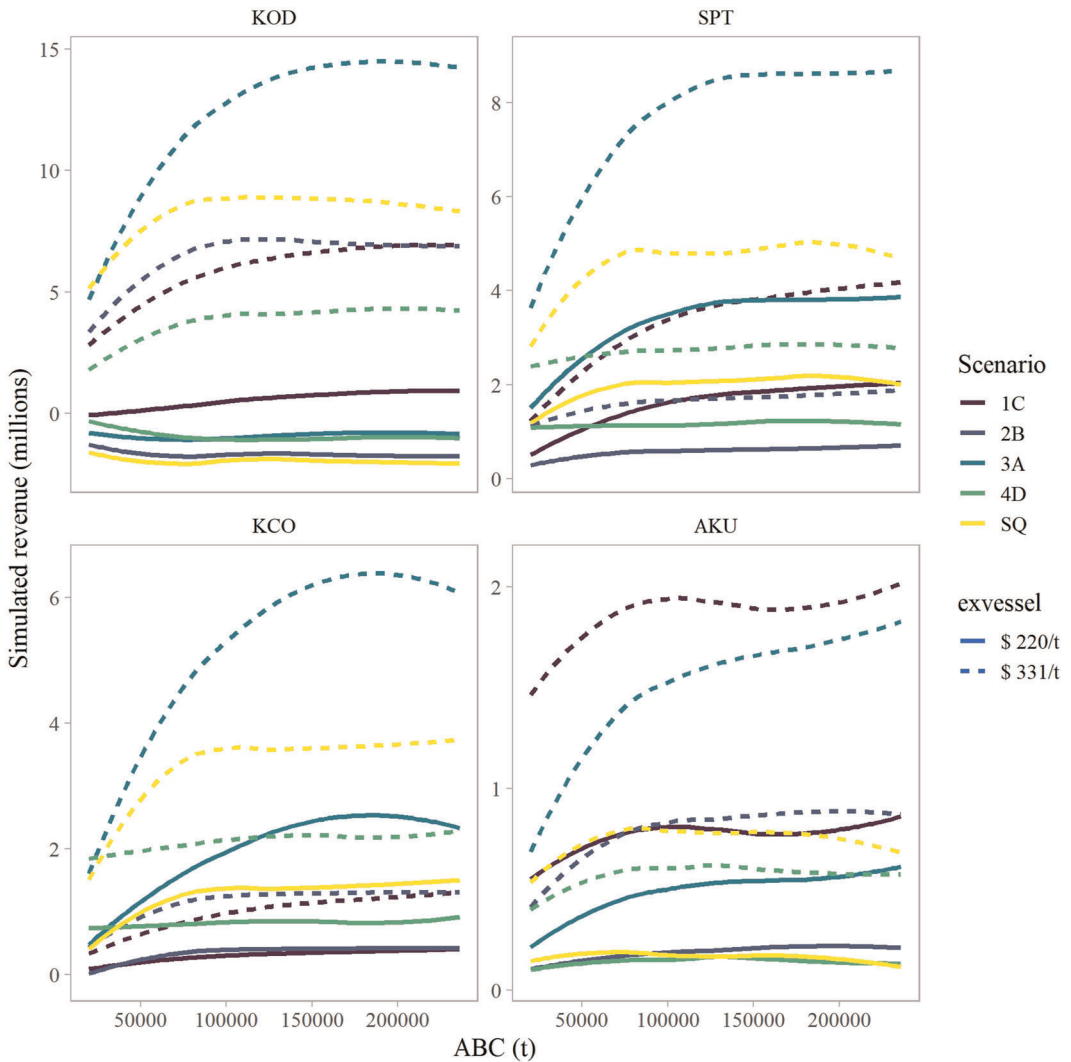 KOD
SPT
15
10
5
0
8
6
4
2
0
KCO
AKU
6
4
2
0
2
1
0
50000 100000 150000 200000
50000 100000 150000 200000
Simulated revenue (millions)
ABC (t)
Scenario
1C
2B
3A
4D
SQ
exvessel
$ 220/t
$ 331/t